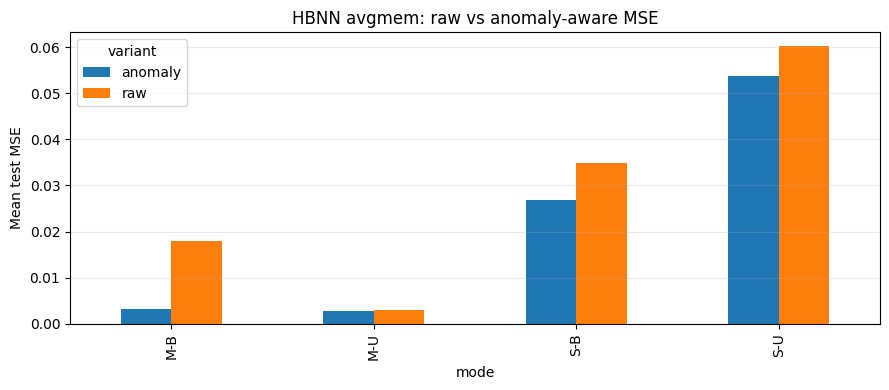 HBNN avgmem: raw vs anomaly-aware MSE
variant
anomaly
raw
Mean test MSE
0.06
0.05
0.04
0.03
0.02
0.01
0.00
M-B
M-U
S-B
S-U
mode